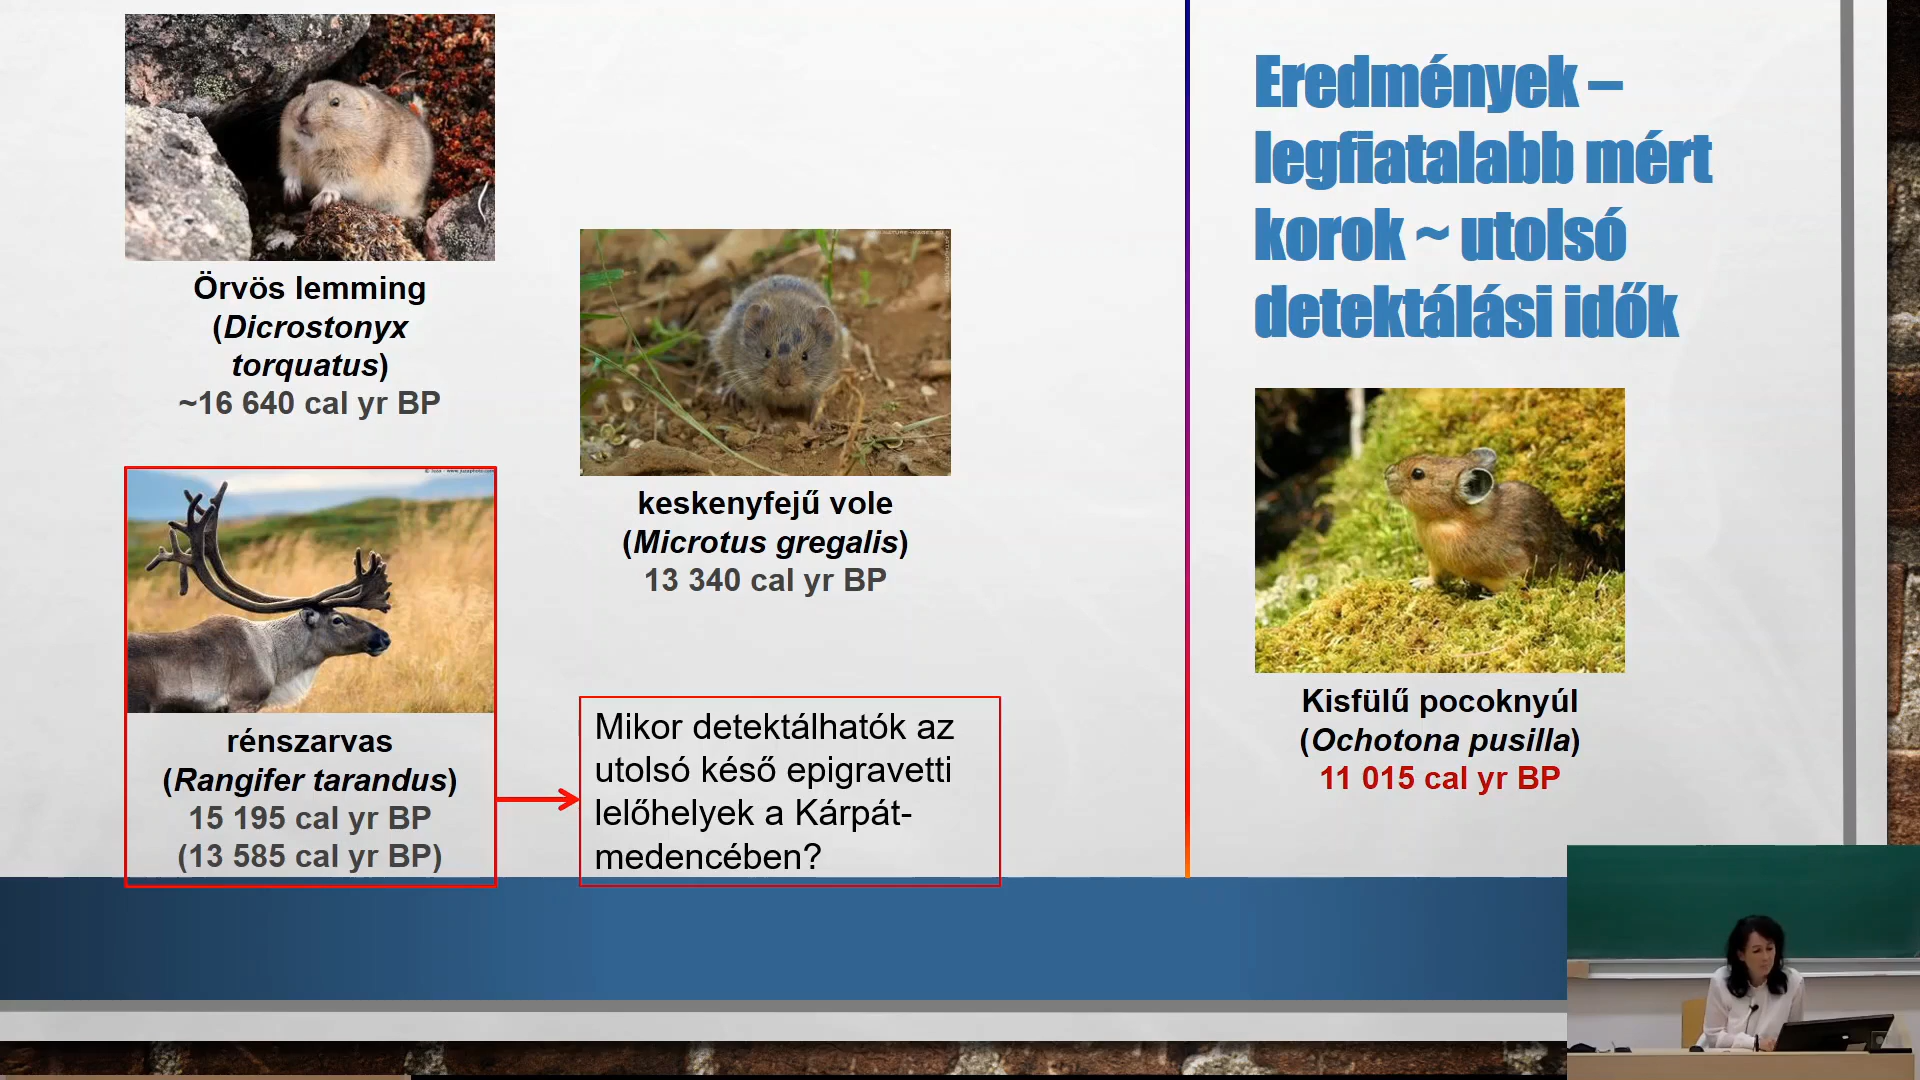 Eredmények –
legfiatalabb mért
korok ~ utolsó
detektálási idők
Örvös lemming
(Dicrostonyx
torquatus)
~16 640 cal yr BP
keskenyfejű vole
(Microtus gregalis)
13 340 cal yr BP
rénszarvas
(Rangifer tarandus)
15 195 cal yr BP
(13 585 cal yr BP)
Mikor detektálhatók az
utolsó késő epigravetti
lelőhelyek a Kárpát-
medencében?
Kisfülű pocoknyúl
(Ochotona pusilla)
11 015 cal yr BP